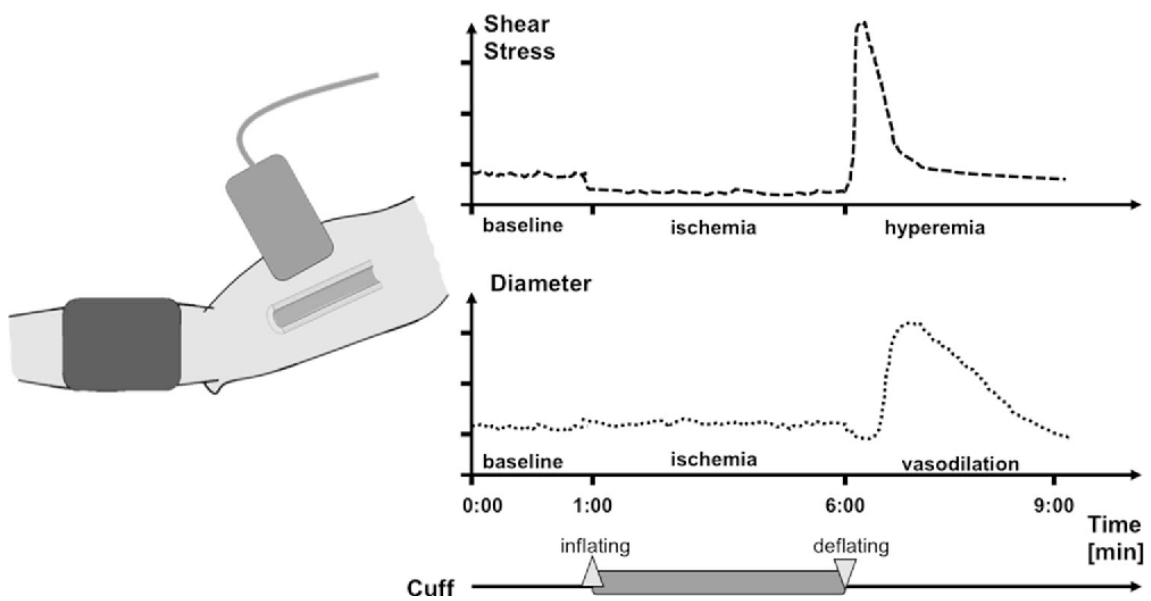 Shear
Stress
baseline ischemia hyperemia
Diameter
baseline ischemia vasodilation
0:00 1:00 6:00 9:00
Time
[min]
inflating deflating
Cuff